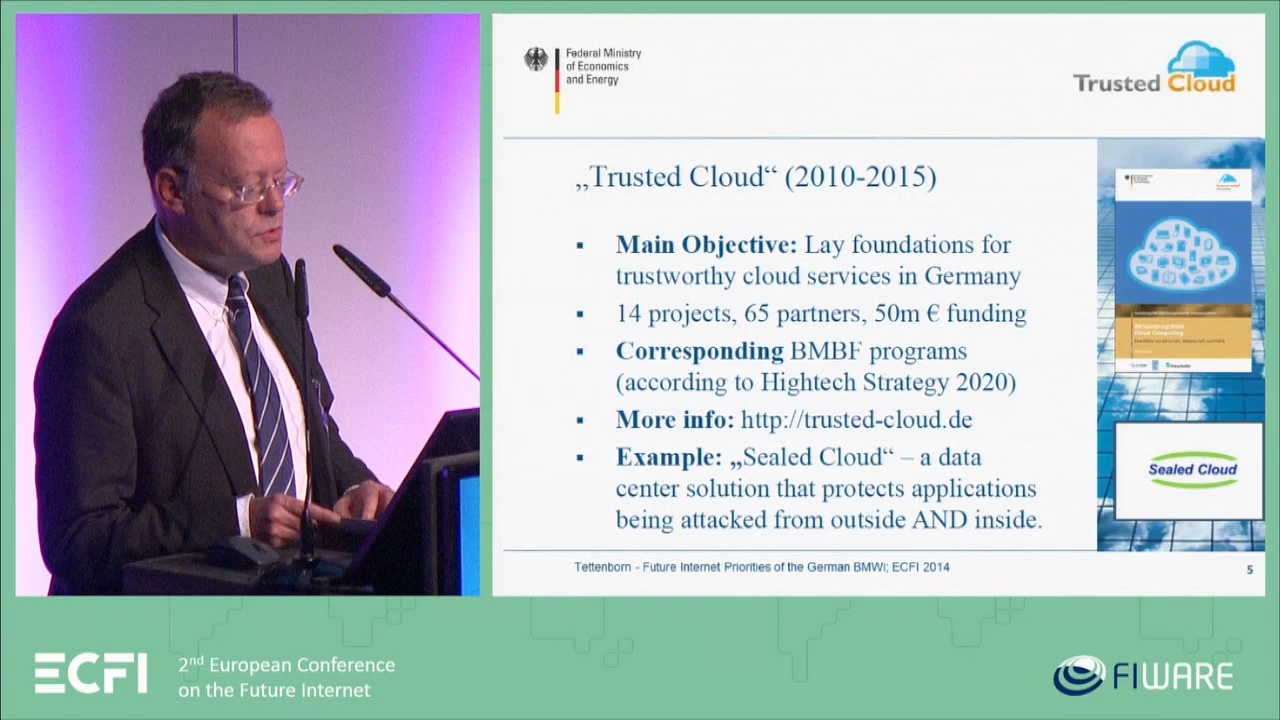 Federal Ministry
of Economics
and Energy
Trusted Cloud
„Trusted Cloud“ (2010-2015)
▪ Main Objective: Lay foundations for
trustworthy cloud services in Germany
▪ 14 projects, 65 partners, 50m € funding
▪ Corresponding BMBF programs
(according to Hightech Strategy 2020)
▪ More info: http://trusted-cloud.de
▪ Example: „Sealed Cloud“ – a data
center solution that protects applications
being attacked from outside AND inside.
Cloud Computing
Sealed Cloud
Tettenborn - Future Internet Priorities of the German BMWi; ECFI 2014
5
ECFI
2nd European Conference
on the Future Internet
FIWARE